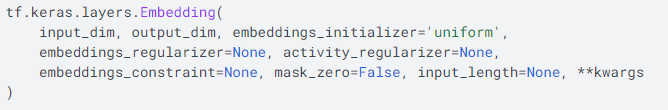 tf.keras.layers.Embedding(
    input_dim, output_dim, embeddings_initializer='uniform',
    embeddings_regularizer=None, activity_regularizer=None,
    embeddings_constraint=None, mask_zero=False, input_length=None, **kwargs
)